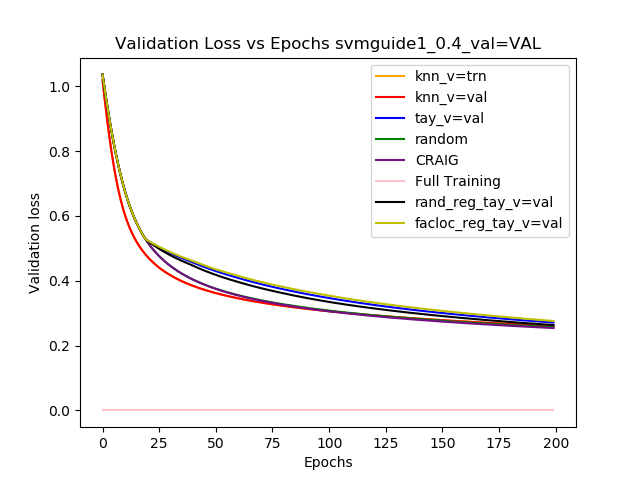 Validation Loss vs Epochs svmguide1_0.4_val=VAL
1.0
0.8
0.6
0.4
0.2
0.0
Validation loss
knn_v=trn
knn_v=val
tay_v=val
random
CRAIG
Full Training
rand_reg_tay_v=val
facloc_reg_tay_v=val
0 25 50 75 100 125 150 175 200
Epochs